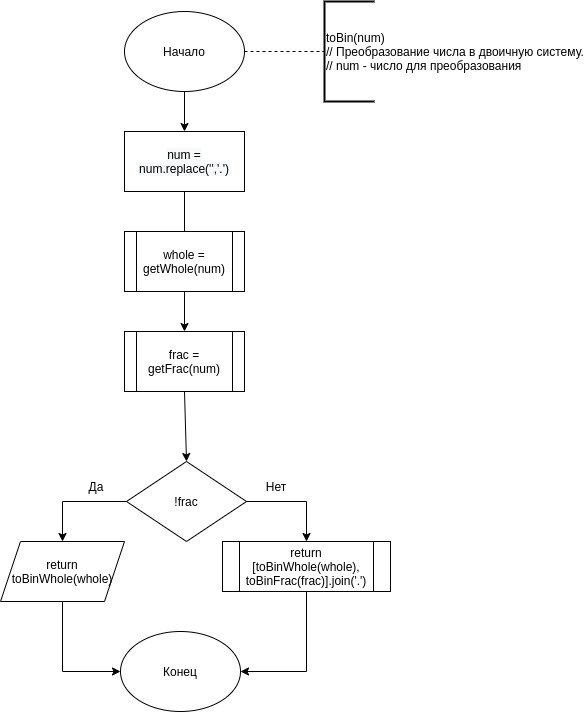 Начало
toBin(num)
// Преобразование числа в двоичную систему.
// num - число для преобразования
num =
num.replace('','.')
whole =
getWhole(num)
frac =
getFrac(num)
!frac
Да
Нет
return
toBinWhole(whole)
return
[toBinWhole(whole),
toBinFrac(frac)].join('.')
Конец